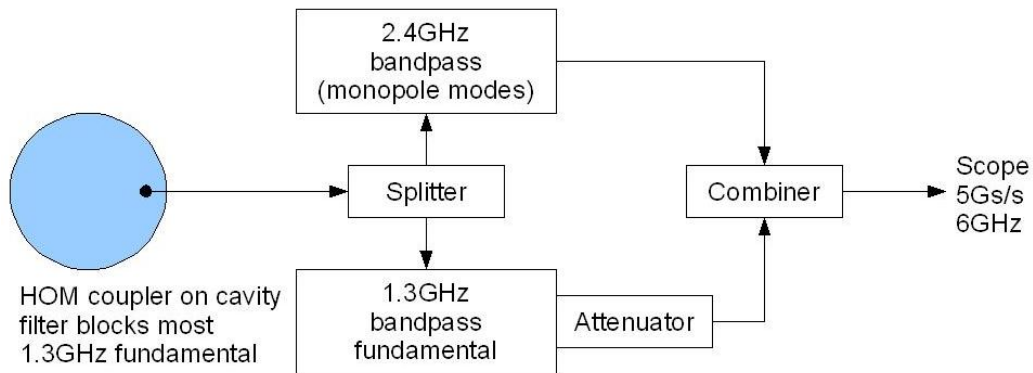 2.4GHz
bandpass
(monopole modes)
Splitter
Combiner
Scope
5Gs/s
6GHz
HOM coupler on cavity
filter blocks most
1.3GHz fundamental
1.3GHz
bandpass
fundamental
Attenuator